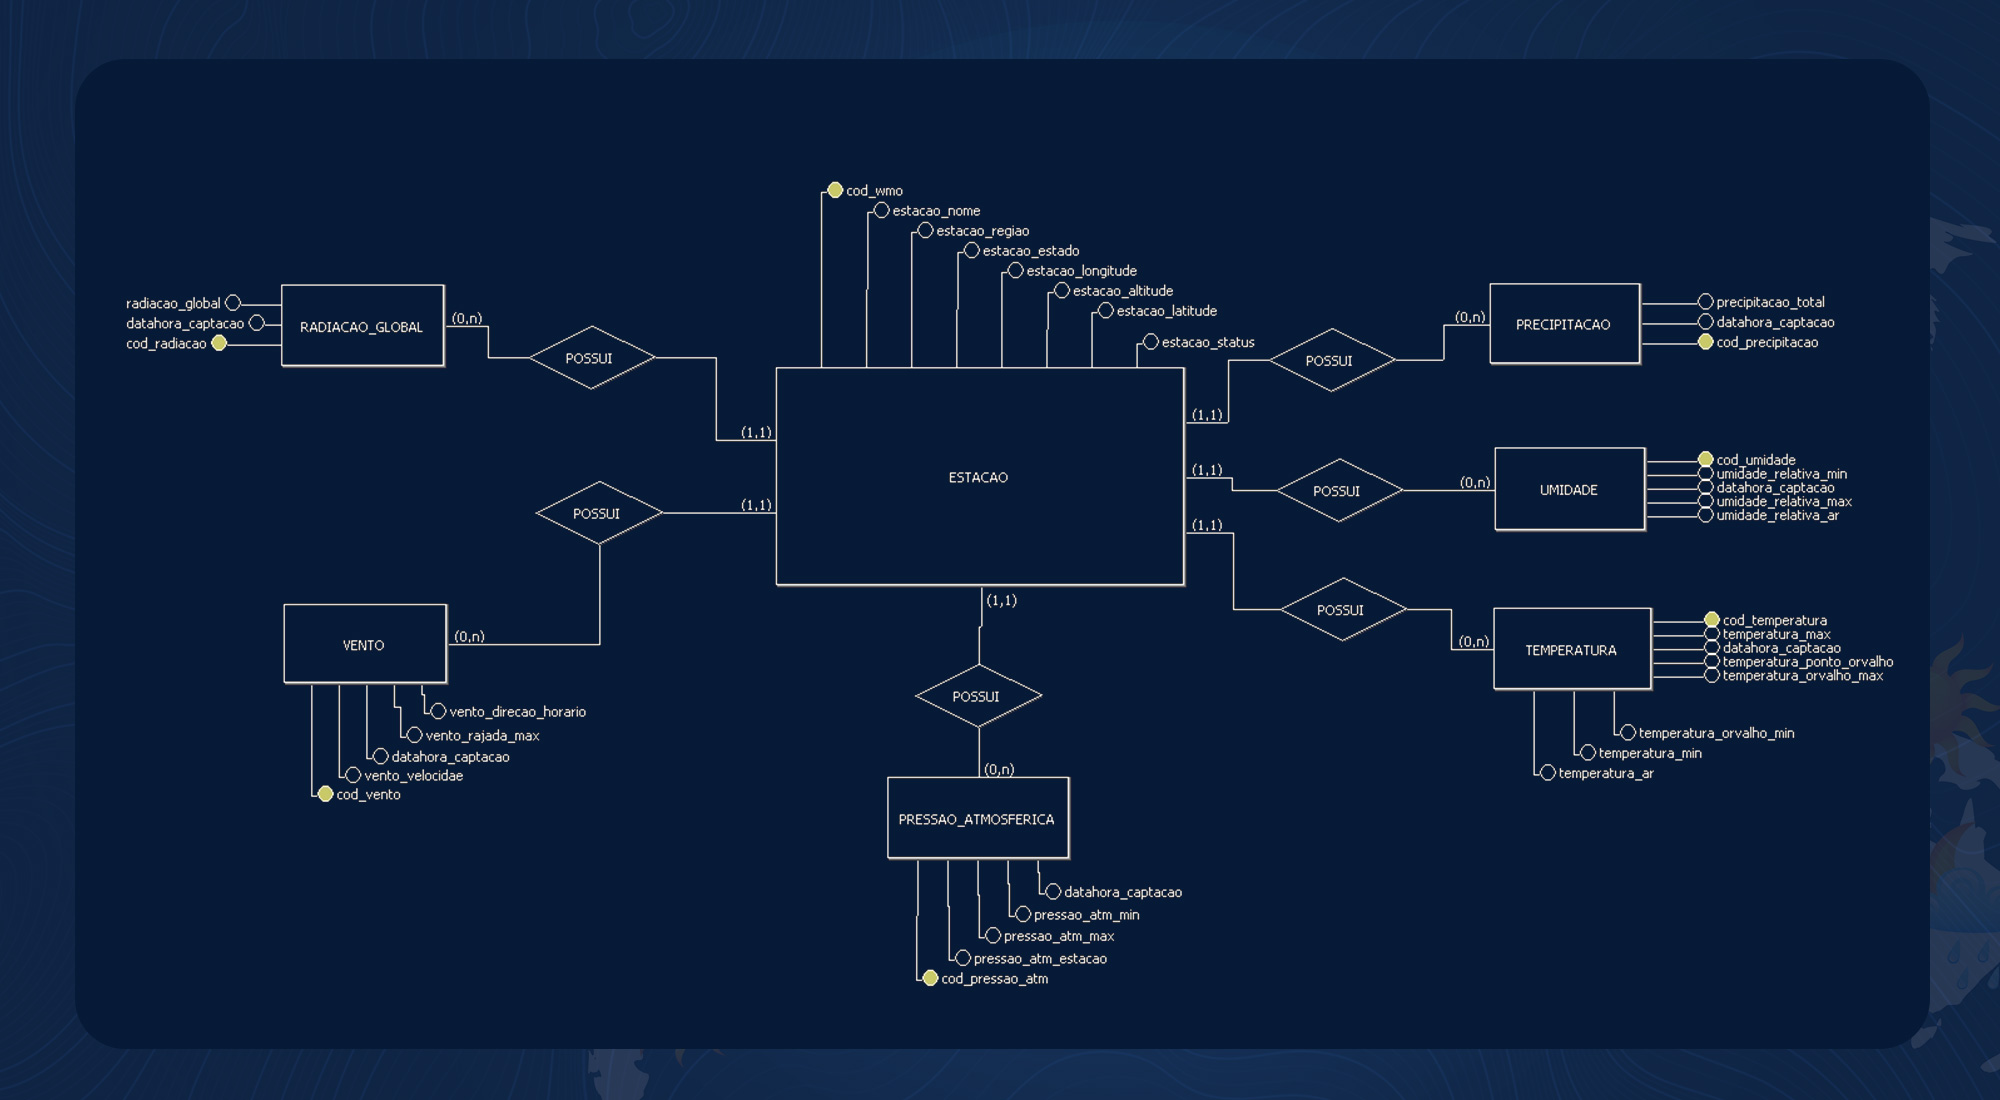 cod_wmo
estacao_nome
estacao_regiao
estacao_estado
estacao_longitude
estacao_altitude
estacao_latitude
estacao_status
radiacao_global
datahora_captacao
cod_radiacao
RADIACAO_GLOBAL
(0,n)
POSSUI
(1,1)
ESTACAO
(1,1)
POSSUI
(0,n)
PRECIPITACAO
precipitacao_total
datahora_captacao
cod_precipitacao
(1,1)
POSSUI
(0,n)
UMIDADE
cod_umidade
umidade_relativa_min
datahora_captacao
umidade_relativa_max
umidade_relativa_ar
(1,1)
POSSUI
(0,n)
TEMPERATURA
cod_temperatura
temperatura_max
datahora_captacao
temperatura_ponto_orvalho
temperatura_orvalho_max
temperatura_orvalho_min
temperatura_min
temperatura_ar
POSSUI
(1,1)
VENTO
(0,n)
vento_direcao_horario
vento_rajada_max
datahora_captacao
vento_velocidae
cod_vento
(1,1)
POSSUI
(0,n)
PRESSAO_ATMOSFERICA
datahora_captacao
pressao_atm_min
pressao_atm_max
pressao_atm_estacao
cod_pressao_atm